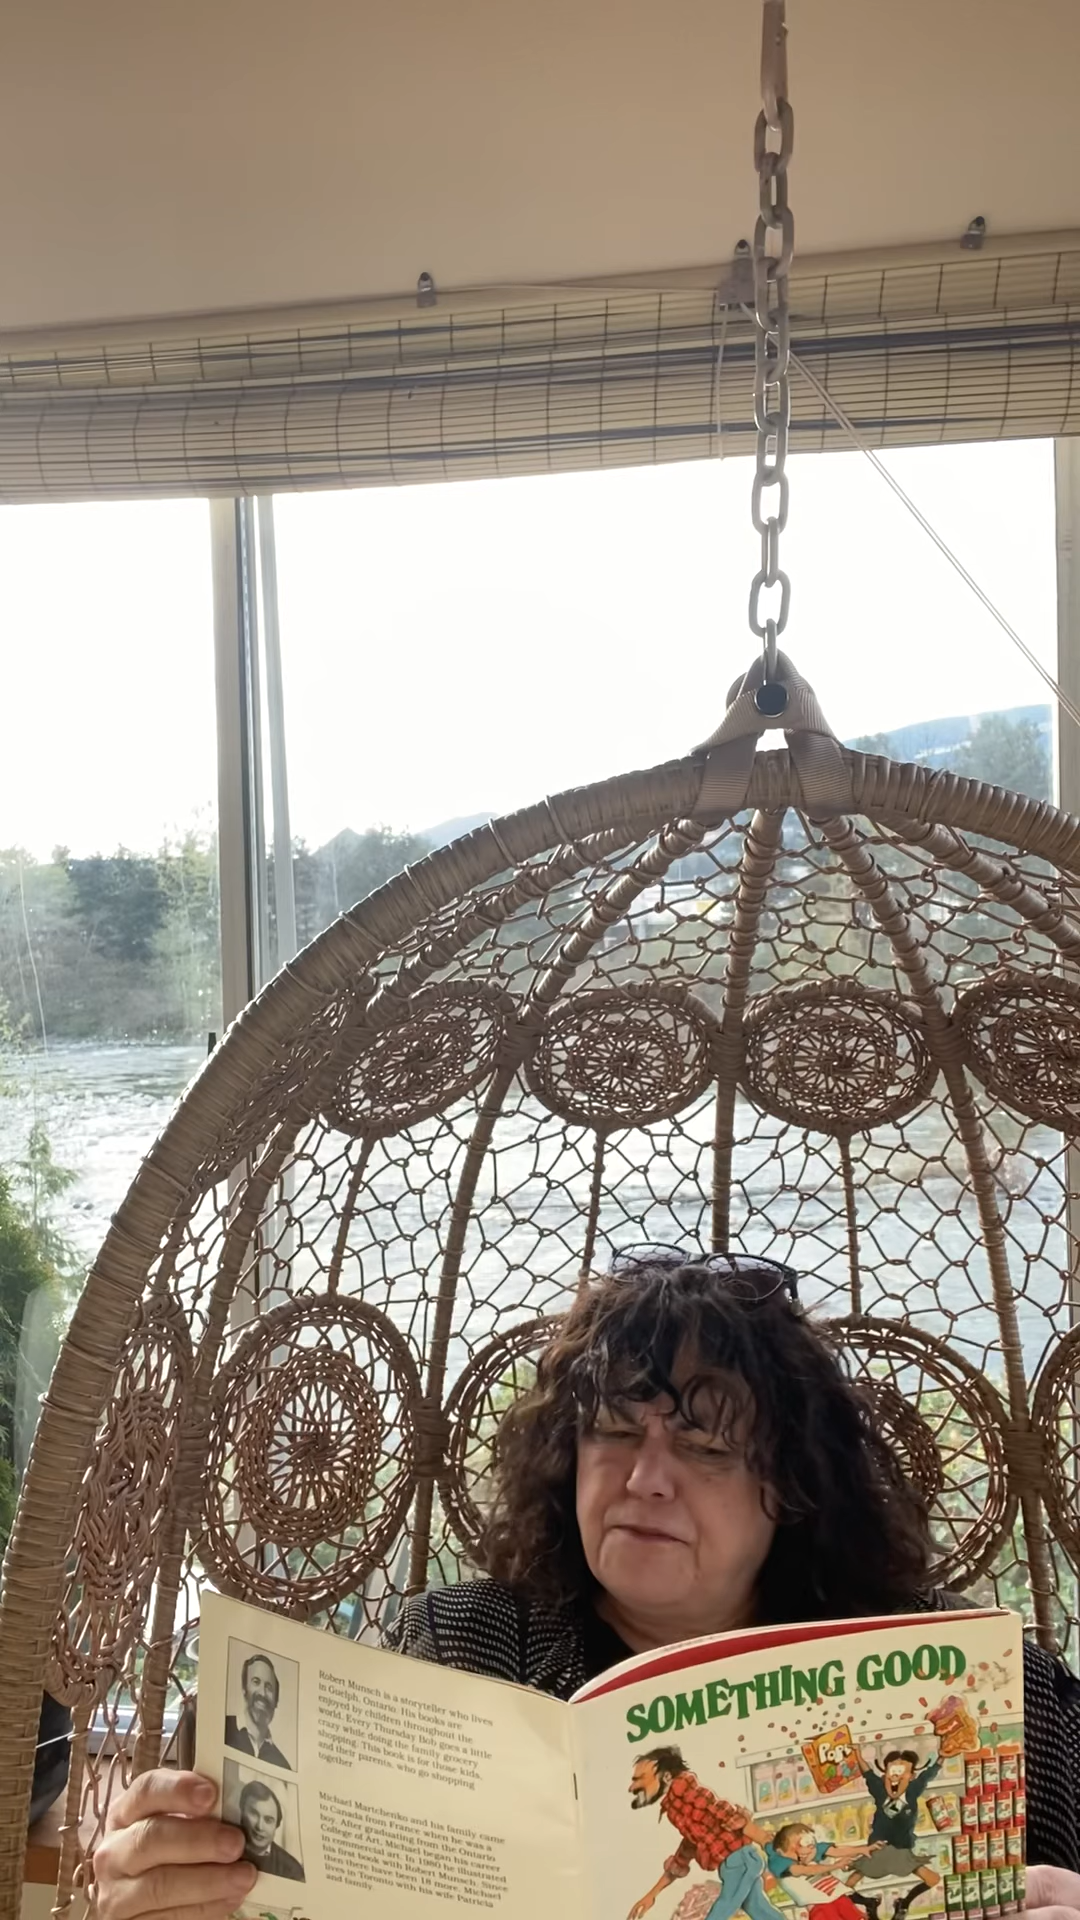 Robert Munsch is a storyteller who lives
in Guelph, Ontario. His books are
enjoyed by children throughout the
world. Every Thursday Bob goes a little
crazy while doing the family grocery
shopping. This book is for those kids,
and their parents, who go shopping
together
Michael Martchenko and his family came
to Canada from France when he was a
boy. After graduating from the Ontario
College of Art, Michael began his career
in commercial art. In 1980 he illustrated
his first book with Robert Munsch. Since
then there have been 18 more. Michael
lives in Toronto with his wife Patricia
and family.
SOMETHING GOOD
Pops